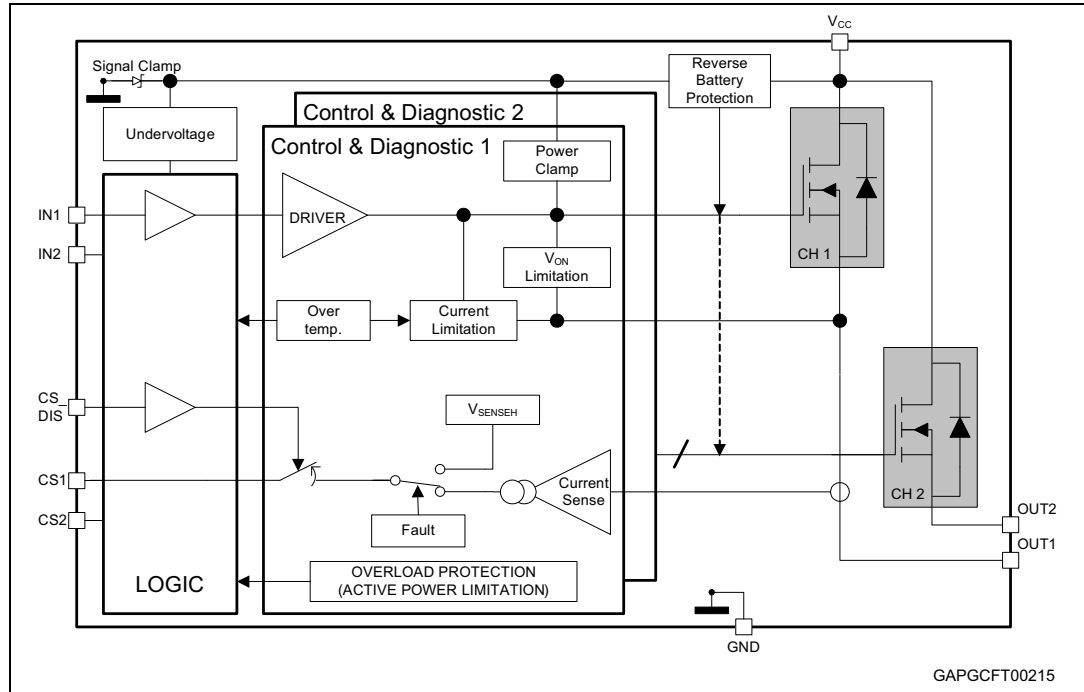 VCC
Signal Clamp
Reverse
Battery
Protection
Control & Diagnostic 2
Undervoltage
Control & Diagnostic 1
Power
Clamp
IN1
DRIVER
IN2
VON
Limitation
CH 1
Over
temp.
Current
Limitation
CS_
DIS
VSENSEH
CS1
Current
Sense
CH 2
CS2
Fault
OUT2
OUT1
LOGIC
OVERLOAD PROTECTION
(ACTIVE POWER LIMITATION)
GND
GAPGCFT00215